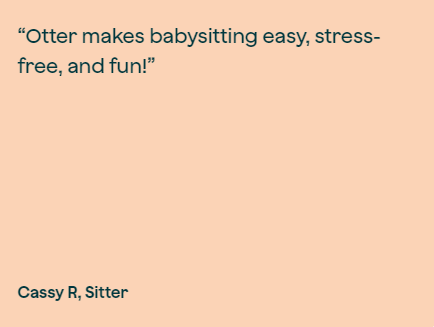 “Otter makes babysitting easy, stress-
free, and fun!”
Cassy R, Sitter